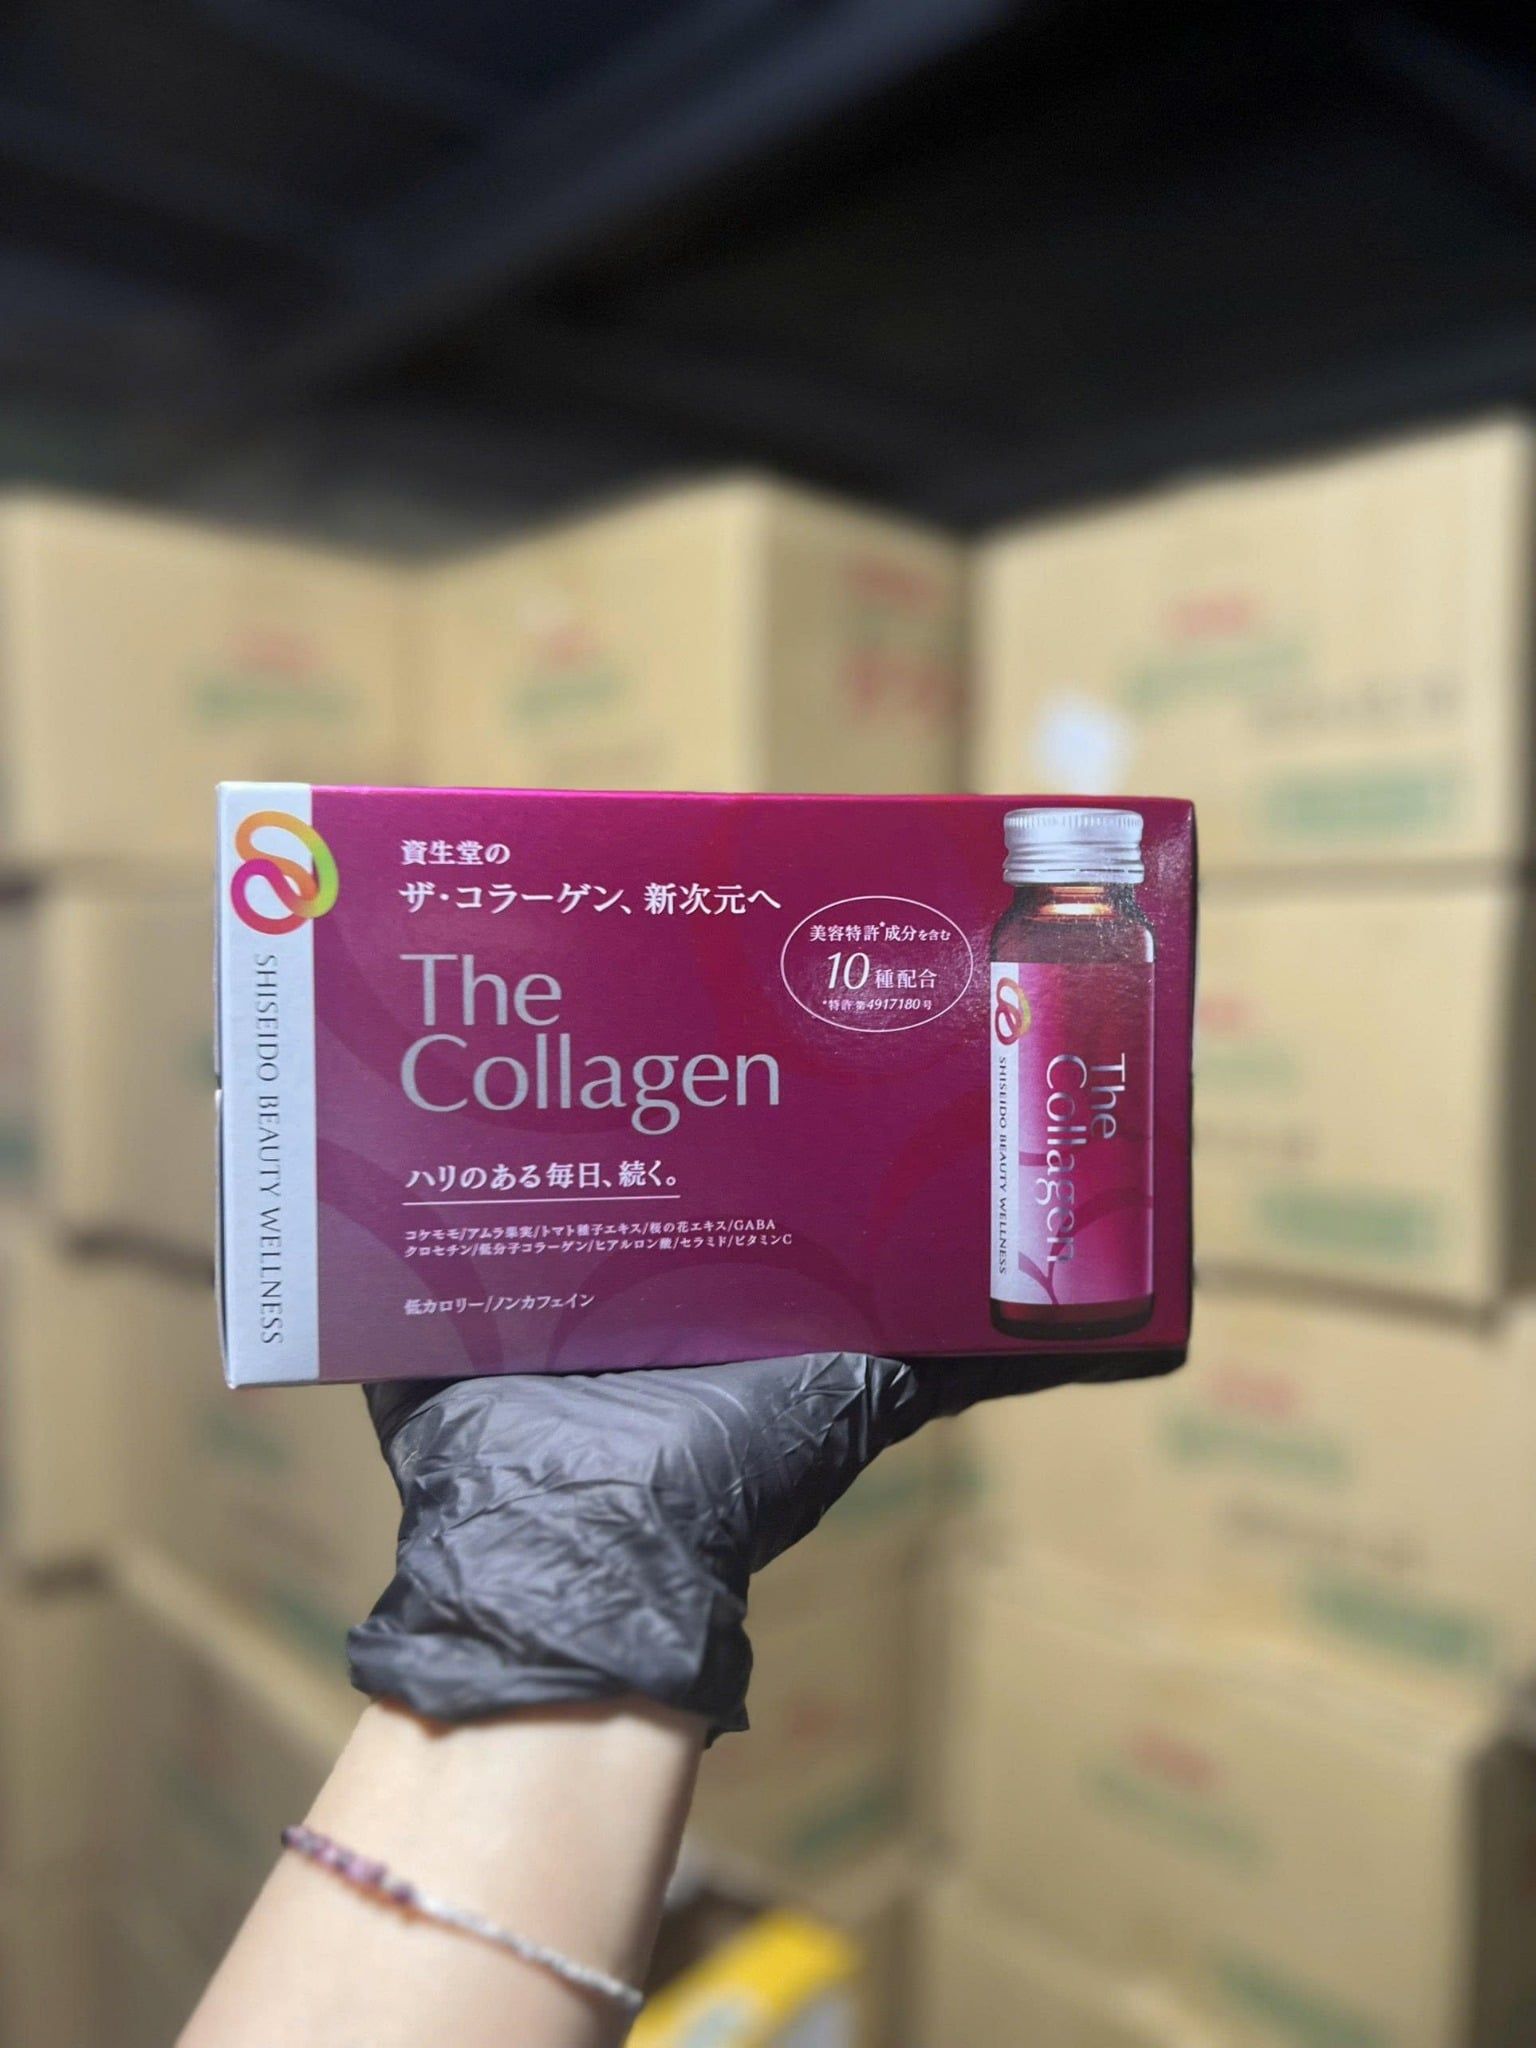 SHISEIDO BEAUTY WELLNESS
資生堂の
ザ・コラーゲン、新次元へ
The
Collagen
美容特許*成分を含む
10種配合
*特許 第4917180号
ハリのある毎日、続く。
コケモモ/アムラ果実/トマト種子エキス/桜の花エキス/GABA
クロセチン/低分子コラーゲン/ヒアルロン酸/セラミド/ビタミンC
低カロリー/ノンカフェイン
The
Collagen
SHISEIDO BEAUTY WELLNESS